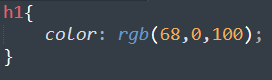 h1{
    color: rgb(68,0,100);
}